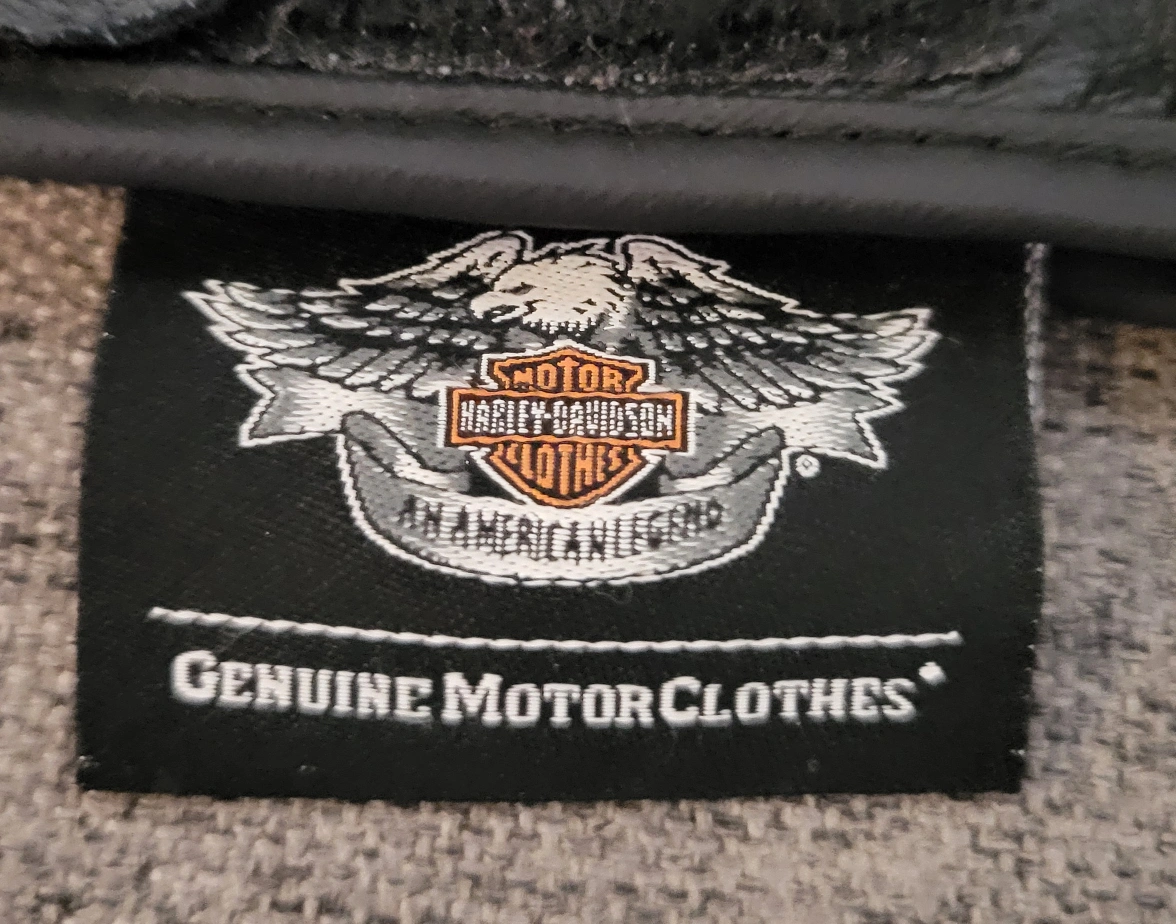 MOTOR
HARLEY-DAVIDSON
CLOTHES
®
AN AMERICAN LEGEND
GENUINE MOTORCLOTHES®